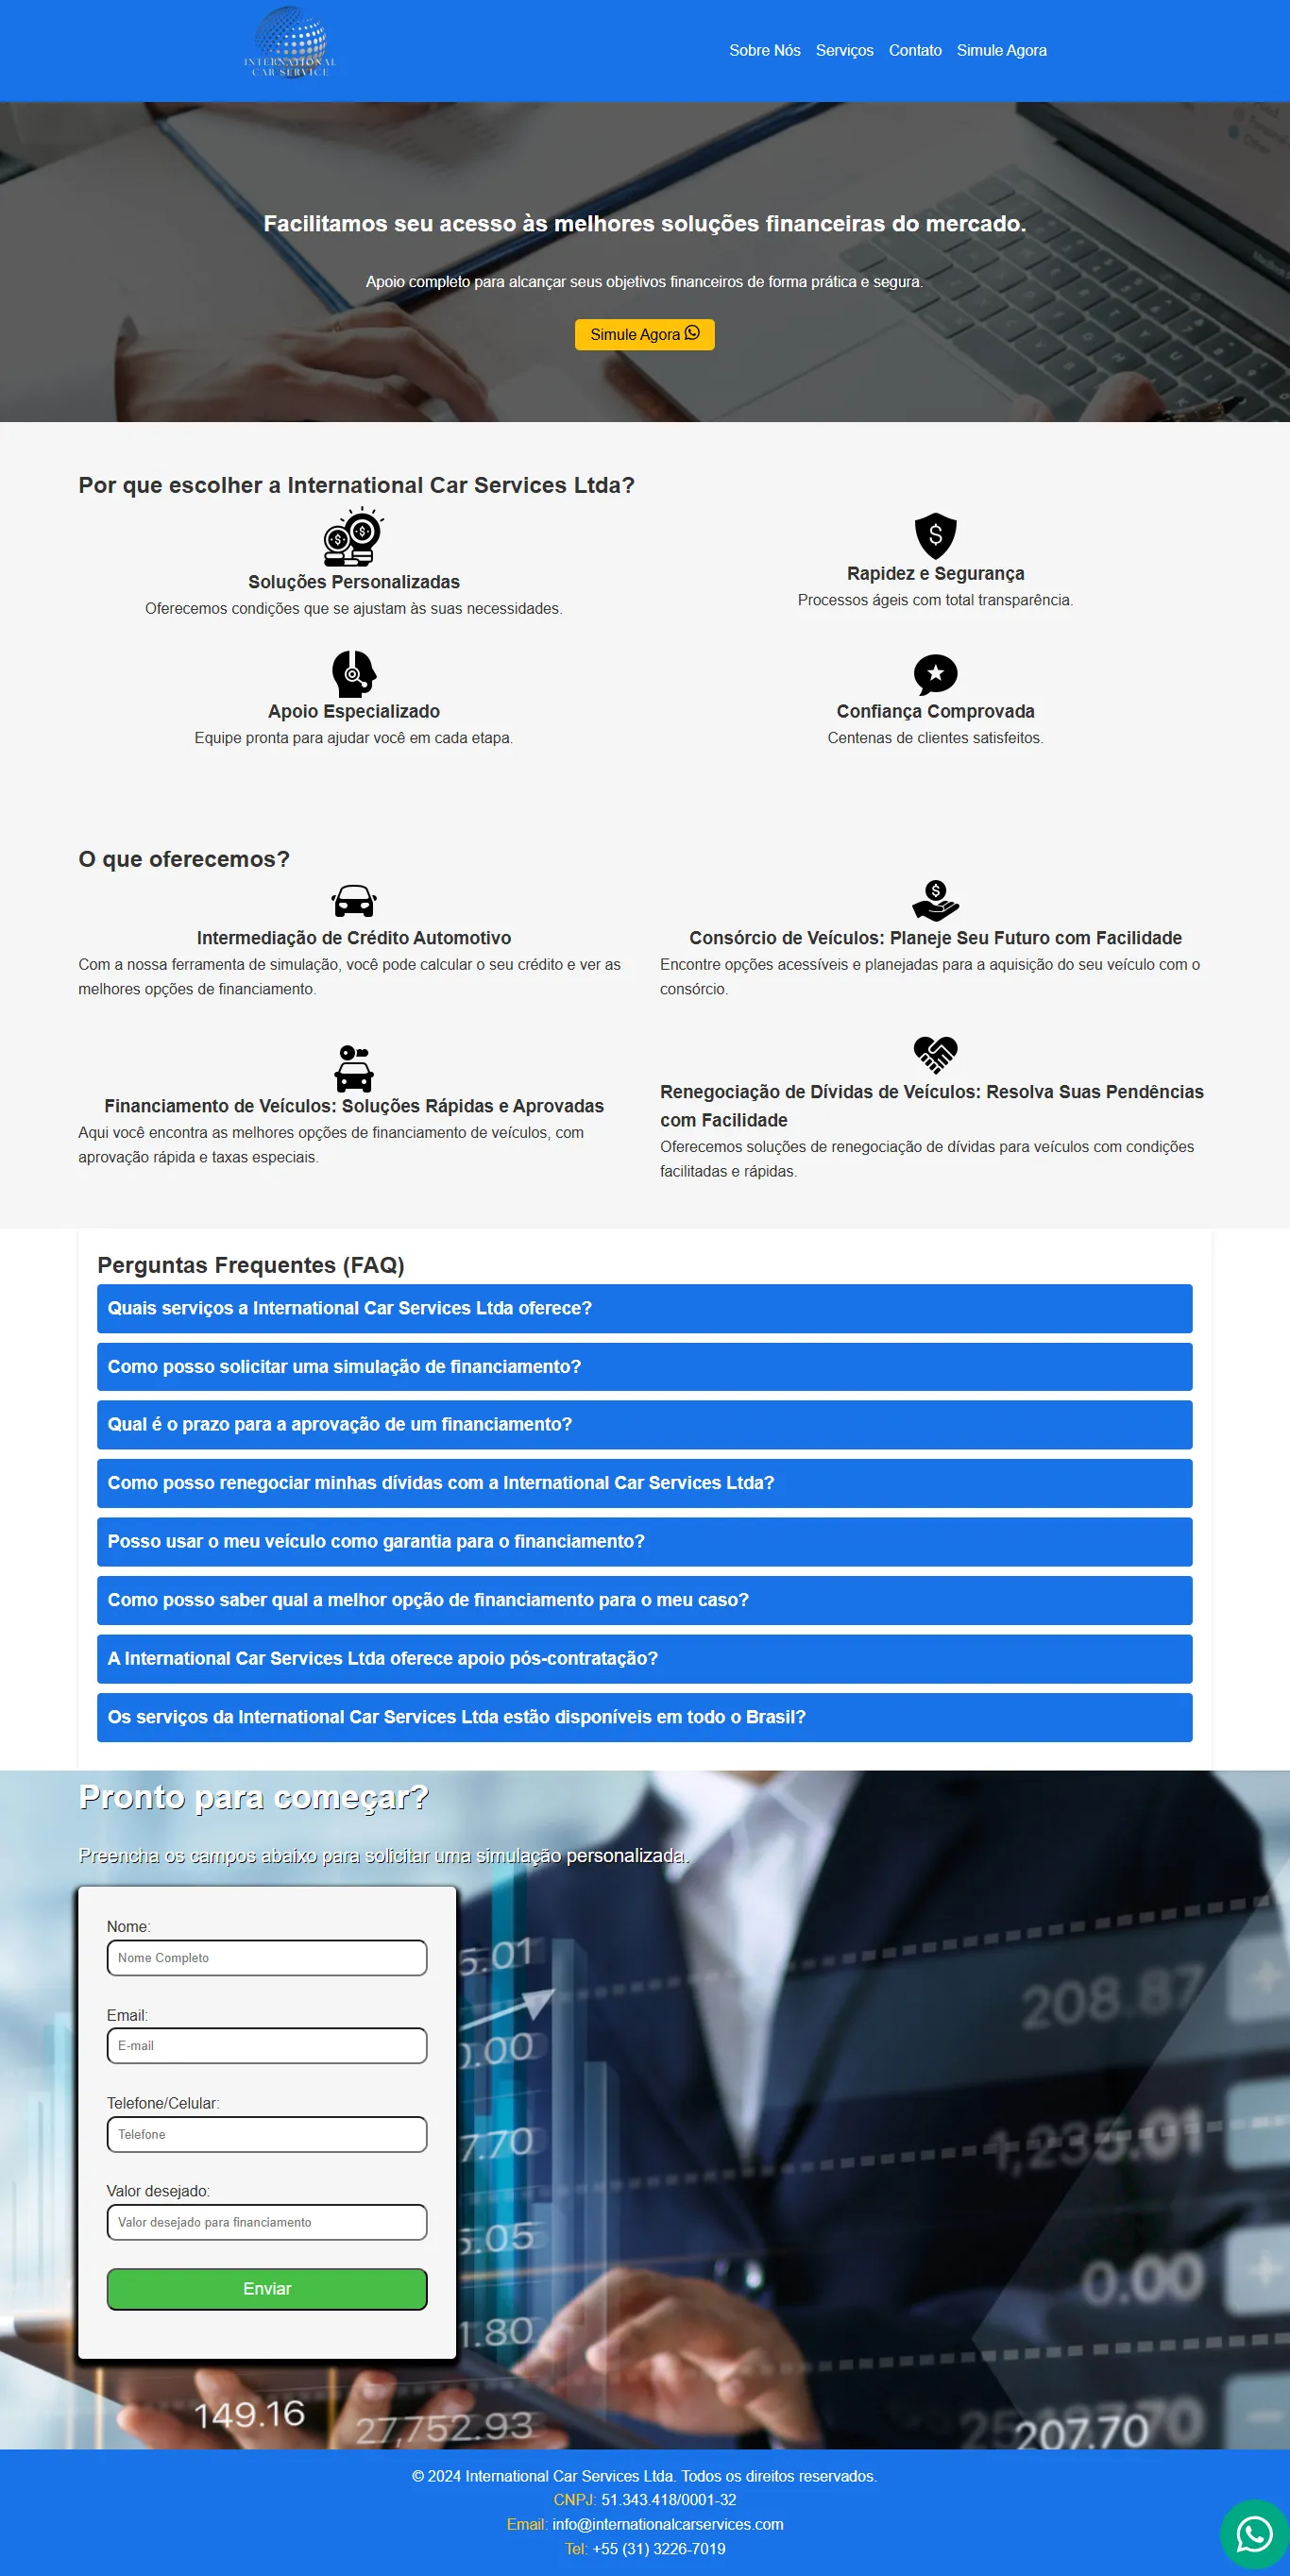 INTERNATIONAL
CAR SERVICE
Sobre Nós
Serviços
Contato
Simule Agora
Facilitamos seu acesso às melhores soluções financeiras do mercado.
Apoio completo para alcançar seus objetivos financeiros de forma prática e segura.
Simule Agora
Por que escolher a International Car Services Ltda?
Soluções Personalizadas
Oferecemos condições que se ajustam às suas necessidades.
Rapidez e Segurança
Processos ágeis com total transparência.
Apoio Especializado
Equipe pronta para ajudar você em cada etapa.
Confiança Comprovada
Centenas de clientes satisfeitos.
O que oferecemos?
Intermediação de Crédito Automotivo
Com a nossa ferramenta de simulação, você pode calcular o seu crédito e ver as
melhores opções de financiamento.
Consórcio de Veículos: Planeje Seu Futuro com Facilidade
Encontre opções acessíveis e planejadas para a aquisição do seu veículo com o
consórcio.
Financiamento de Veículos: Soluções Rápidas e Aprovadas
Aqui você encontra as melhores opções de financiamento de veículos, com
aprovação rápida e taxas especiais.
Renegociação de Dívidas de Veículos: Resolva Suas Pendências
com Facilidade
Oferecemos soluções de renegociação de dívidas para veículos com condições
facilitadas e rápidas.
Perguntas Frequentes (FAQ)
Quais serviços a International Car Services Ltda oferece?
Como posso solicitar uma simulação de financiamento?
Qual é o prazo para a aprovação de um financiamento?
Como posso renegociar minhas dívidas com a International Car Services Ltda?
Posso usar o meu veículo como garantia para o financiamento?
Como posso saber qual a melhor opção de financiamento para o meu caso?
A International Car Services Ltda oferece apoio pós-contratação?
Os serviços da International Car Services Ltda estão disponíveis em todo o Brasil?
Pronto para começar?
Preencha os campos abaixo para solicitar uma simulação personalizada.
Nome:
Nome Completo
Email:
E-mail
Telefone/Celular:
Telefone
Valor desejado:
Valor desejado para financiamento
Enviar
5.01
0.00
7.70
5.05
1.80
208.87
1,235.01
0.00
149.16
27,752.93
207.70
© 2024 International Car Services Ltda. Todos os direitos reservados.
CNPJ: 51.343.418/0001-32
Email: info@internationalcarservices.com
Tel: +55 (31) 3226-7019